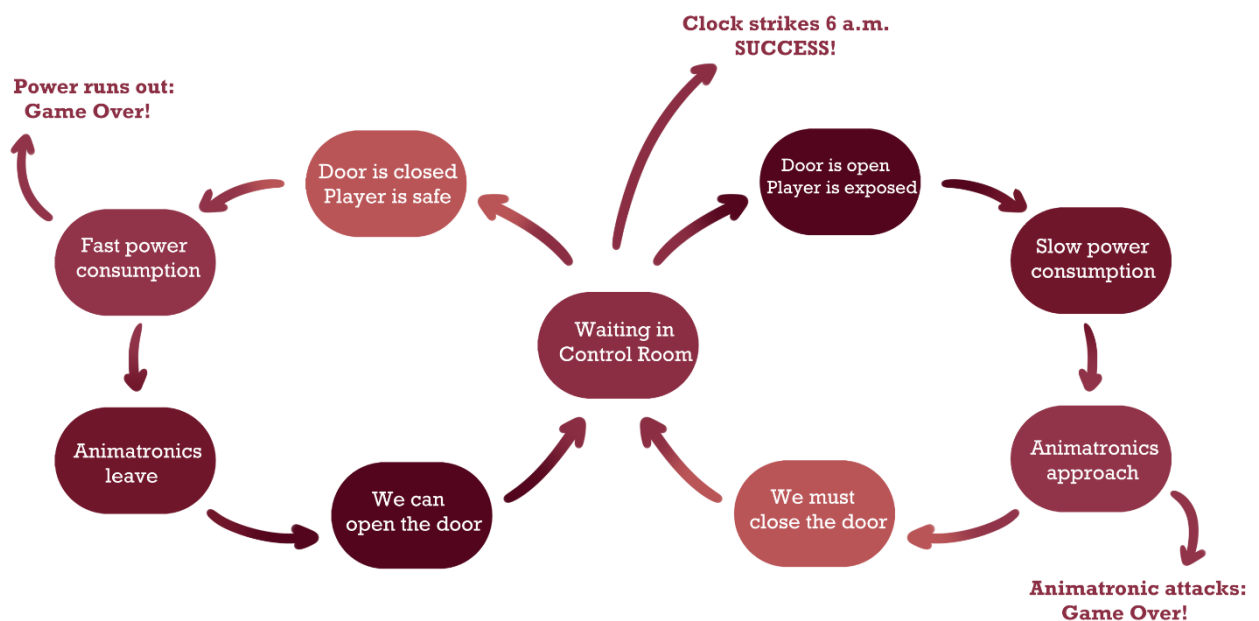 Clock strikes 6 a.m.
SUCCESS!
Power runs out:
Game Over!
Door is closed
Player is safe
Door is open
Player is exposed
Fast power
consumption
Slow power
consumption
Waiting in
Control Room
Animatronics
leave
Animatronics
approach
We can
open the door
We must
close the door
Animatronic attacks:
Game Over!